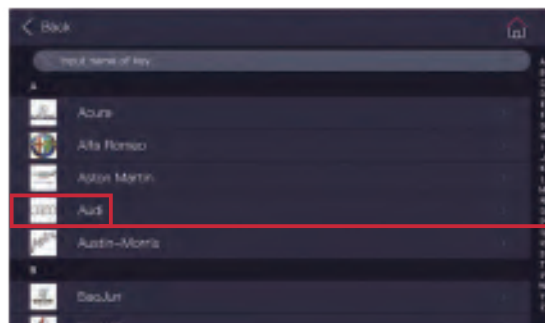 Back
Input name of key
A
Acura
Alfa Romeo
Aston Martin
Audi
Austin-Morris
B
BaoJun